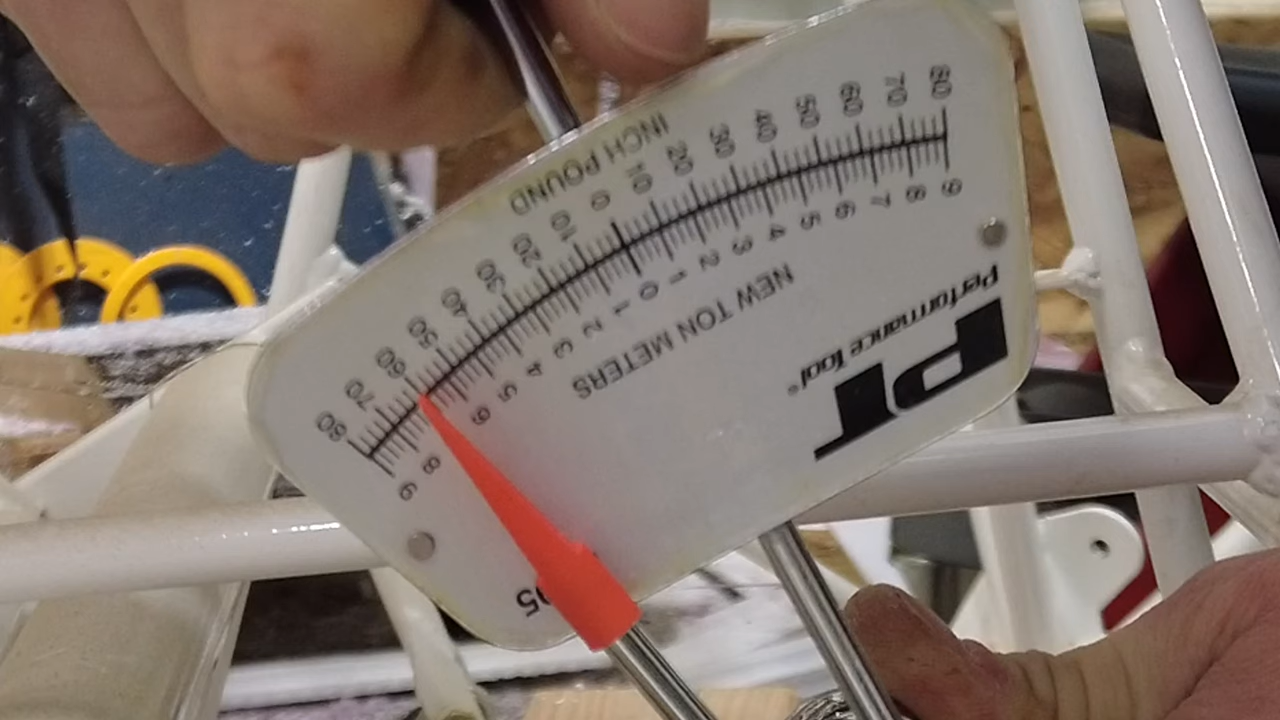 PT
Performance Tool®
NEW TON METERS
9 8 7 6 5 4 3 2 1 0 1 2 3 4 5 6 8 9
80 70 60 50 40 30 20 10 0 10 20 30 40 50 60 70 80
INCH POUND